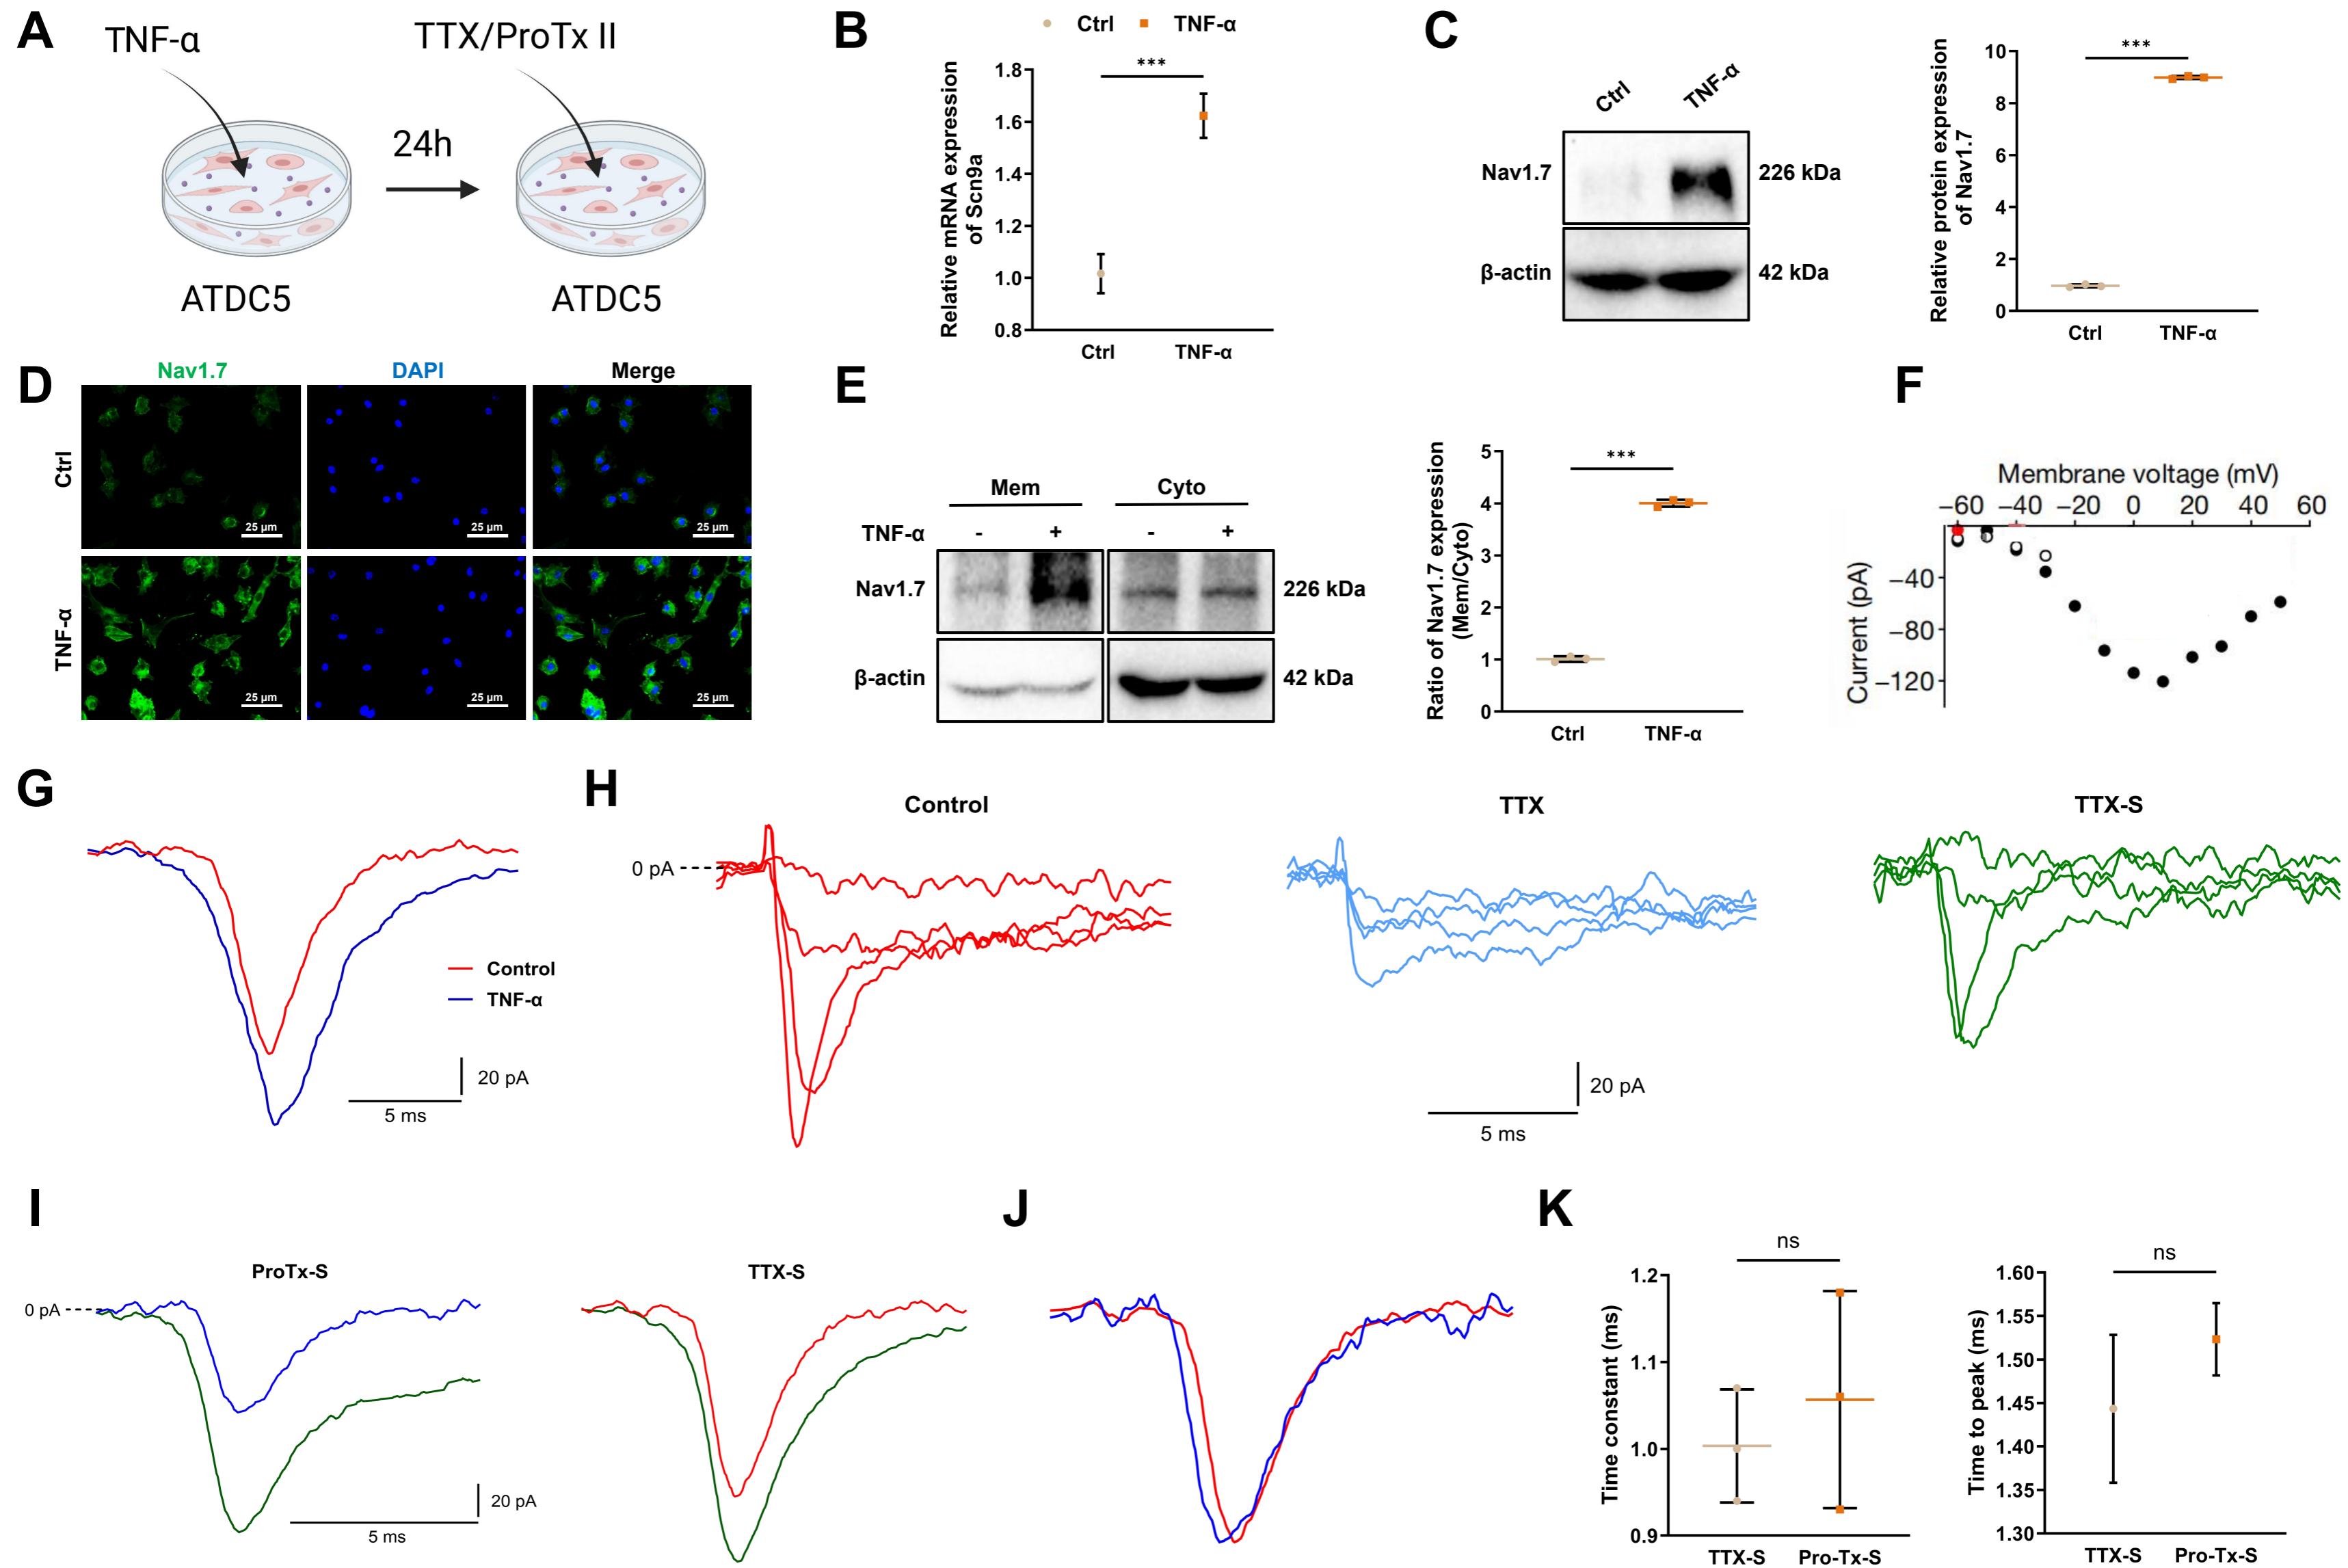 A
TNF-α
TTX/ProTx II
24h
ATDC5
ATDC5
B
Ctrl
TNF-α
Relative mRNA expression
of Scn9a
1.8
1.6
1.4
1.2
1.0
0.8
***
Ctrl
TNF-α
C
Ctrl
TNF-α
Nav1.7
226 kDa
β-actin
42 kDa
Relative protein expression
of Nav1.7
10
8
6
4
2
0
***
Ctrl
TNF-α
D
Nav1.7
DAPI
Merge
Ctrl
25 µm
25 µm
25 µm
TNF-α
25 µm
25 µm
25 µm
E
Mem
Cyto
TNF-α
-
+
-
+
Nav1.7
226 kDa
β-actin
42 kDa
Ratio of Nav1.7 expression
(Mem/Cyto)
5
4
3
2
1
0
***
Ctrl
TNF-α
F
Membrane voltage (mV)
−60 −40 −20 0 20 40 60
Current (pA)
−40
−80
−120
G
Control
TNF-α
20 pA
5 ms
H
Control
TTX
TTX-S
0 pA
20 pA
5 ms
I
ProTx-S
TTX-S
0 pA
20 pA
5 ms
J
K
Time constant (ms)
1.2
1.1
1.0
0.9
ns
TTX-S
Pro-Tx-S
Time to peak (ms)
1.60
1.55
1.50
1.45
1.40
1.35
1.30
ns
TTX-S
Pro-Tx-S